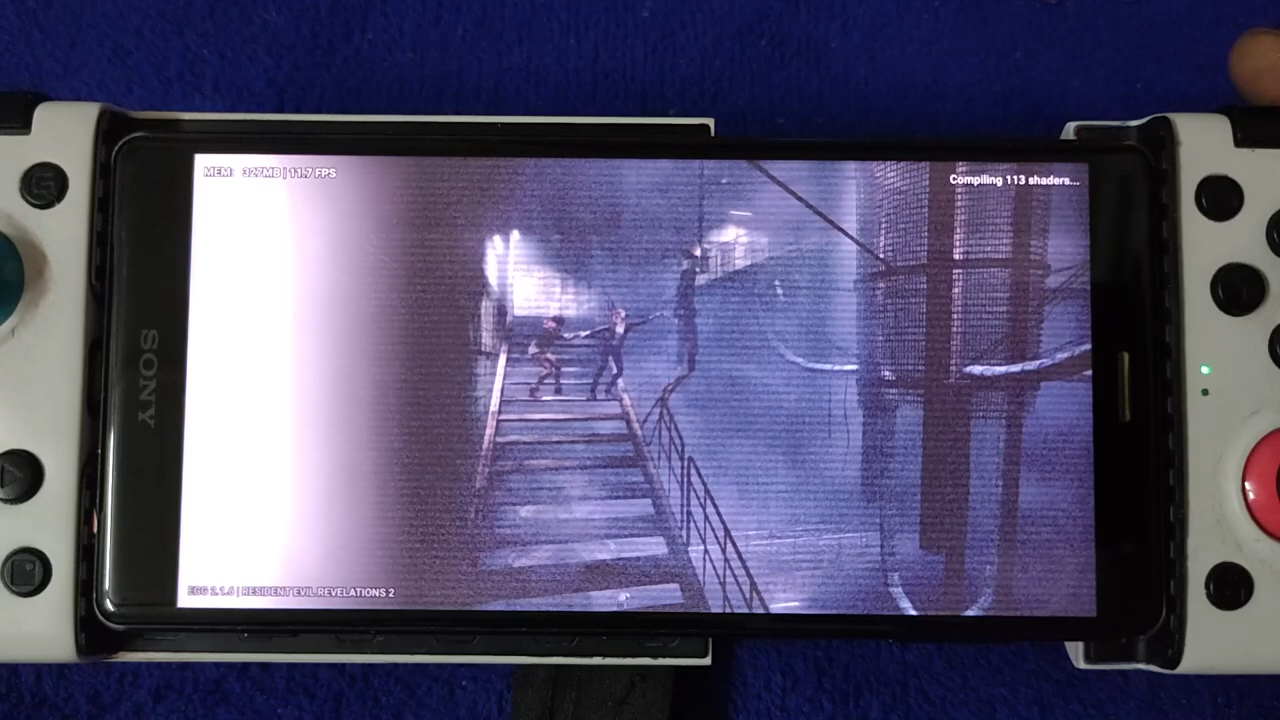 MEM: 327MB | 11.7 FPS
Compiling 113 shaders...
SONY
EGG 2.1.6 | RESIDENT EVIL REVELATIONS 2